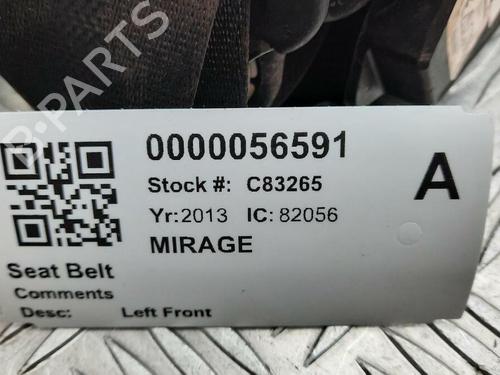 0000056591
Stock #: C83265
A
Yr:2013 IC: 82056
MIRAGE
Seat Belt
Comments
Desc: Left Front
B-PARTS